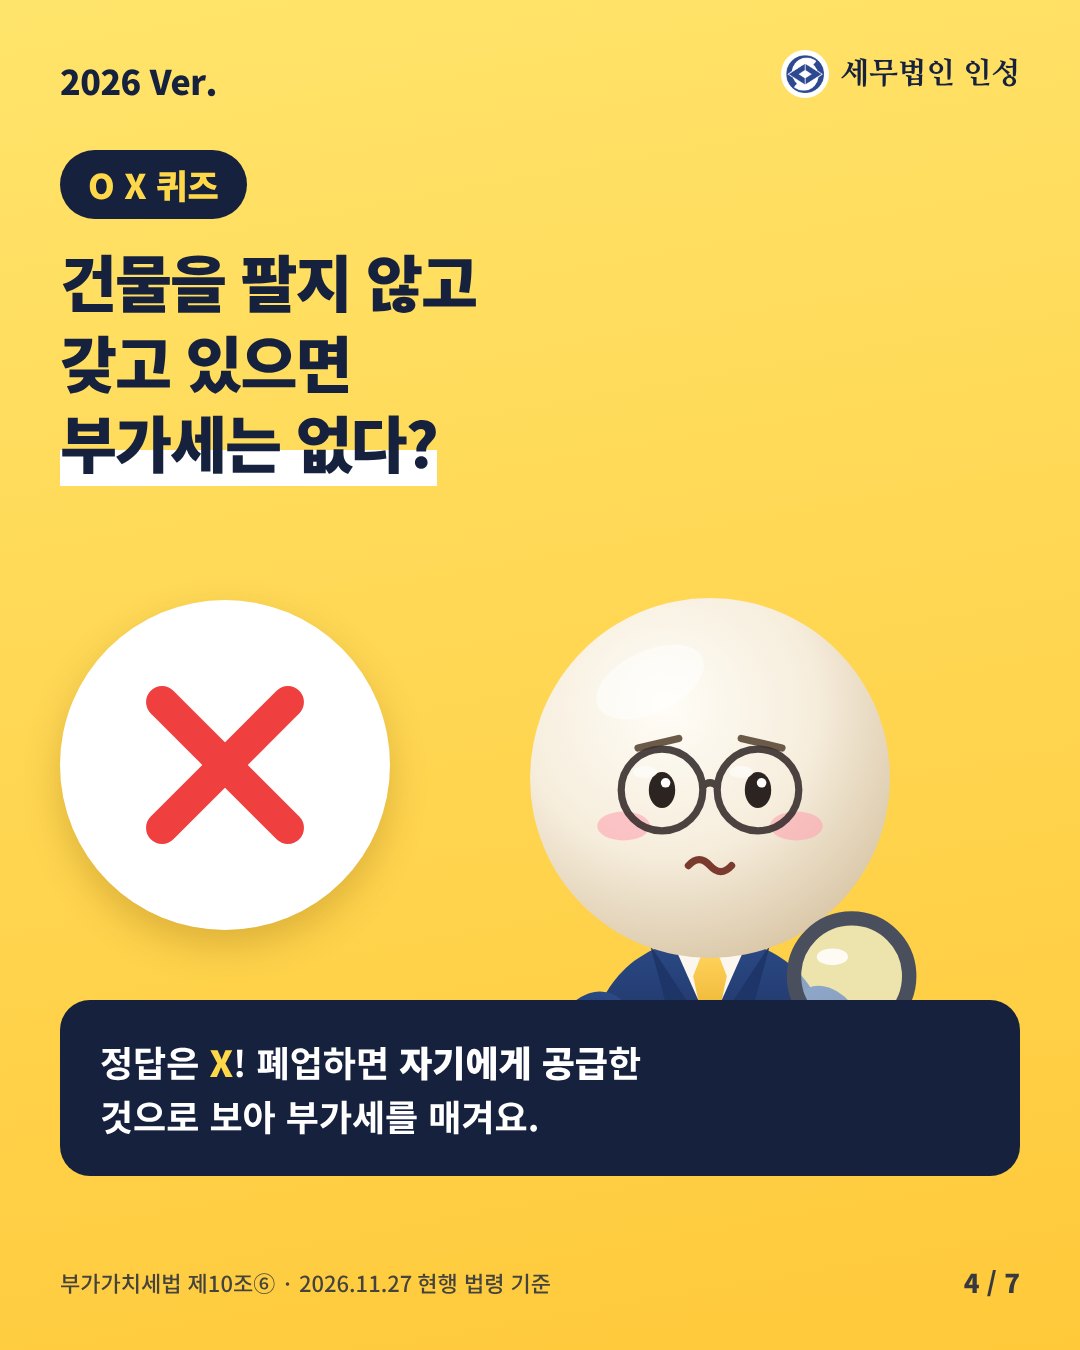 2026 Ver.
세무법인 인성
O X 퀴즈
건물을 팔지 않고
갖고 있으면
부가세는 없다?
정답은 X! 폐업하면 자기에게 공급한
것으로 보아 부가세를 매겨요.
부가가치세법 제10조⑥ · 2026.11.27 현행 법령 기준
4 / 7